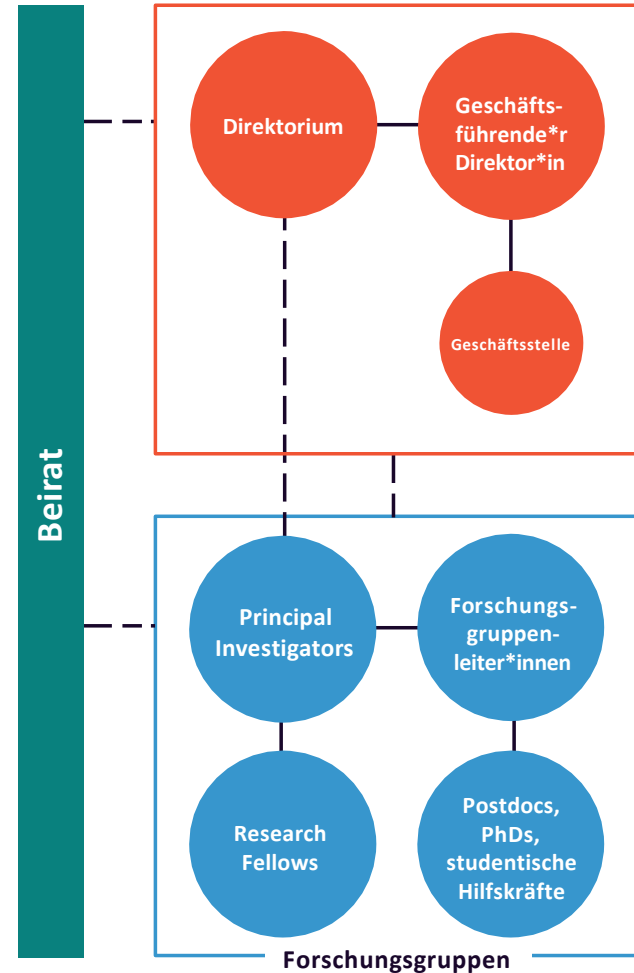 Beirat
Direktorium
Geschäfts-
führende*r
Direktor*in
Geschäftsstelle
Principal
Investigators
Forschungs-
gruppen-
leiter*innen
Research
Fellows
Postdocs,
PhDs,
studentische
Hilfskräfte
Forschungsgruppen